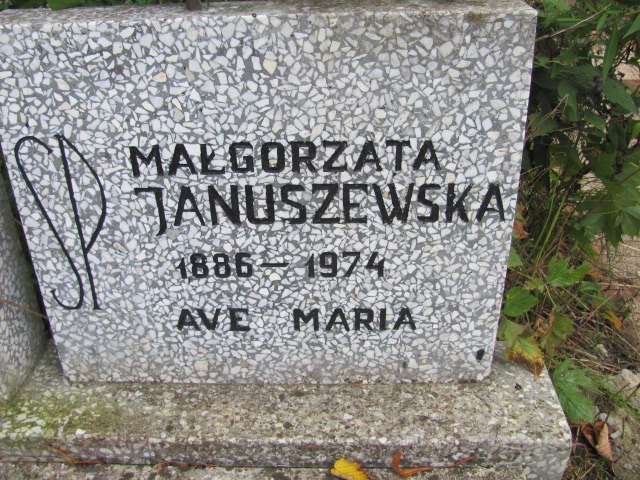 SP
MAŁGORZATA
JANUSZEWSKA
1886 – 1974
AVE MARIA